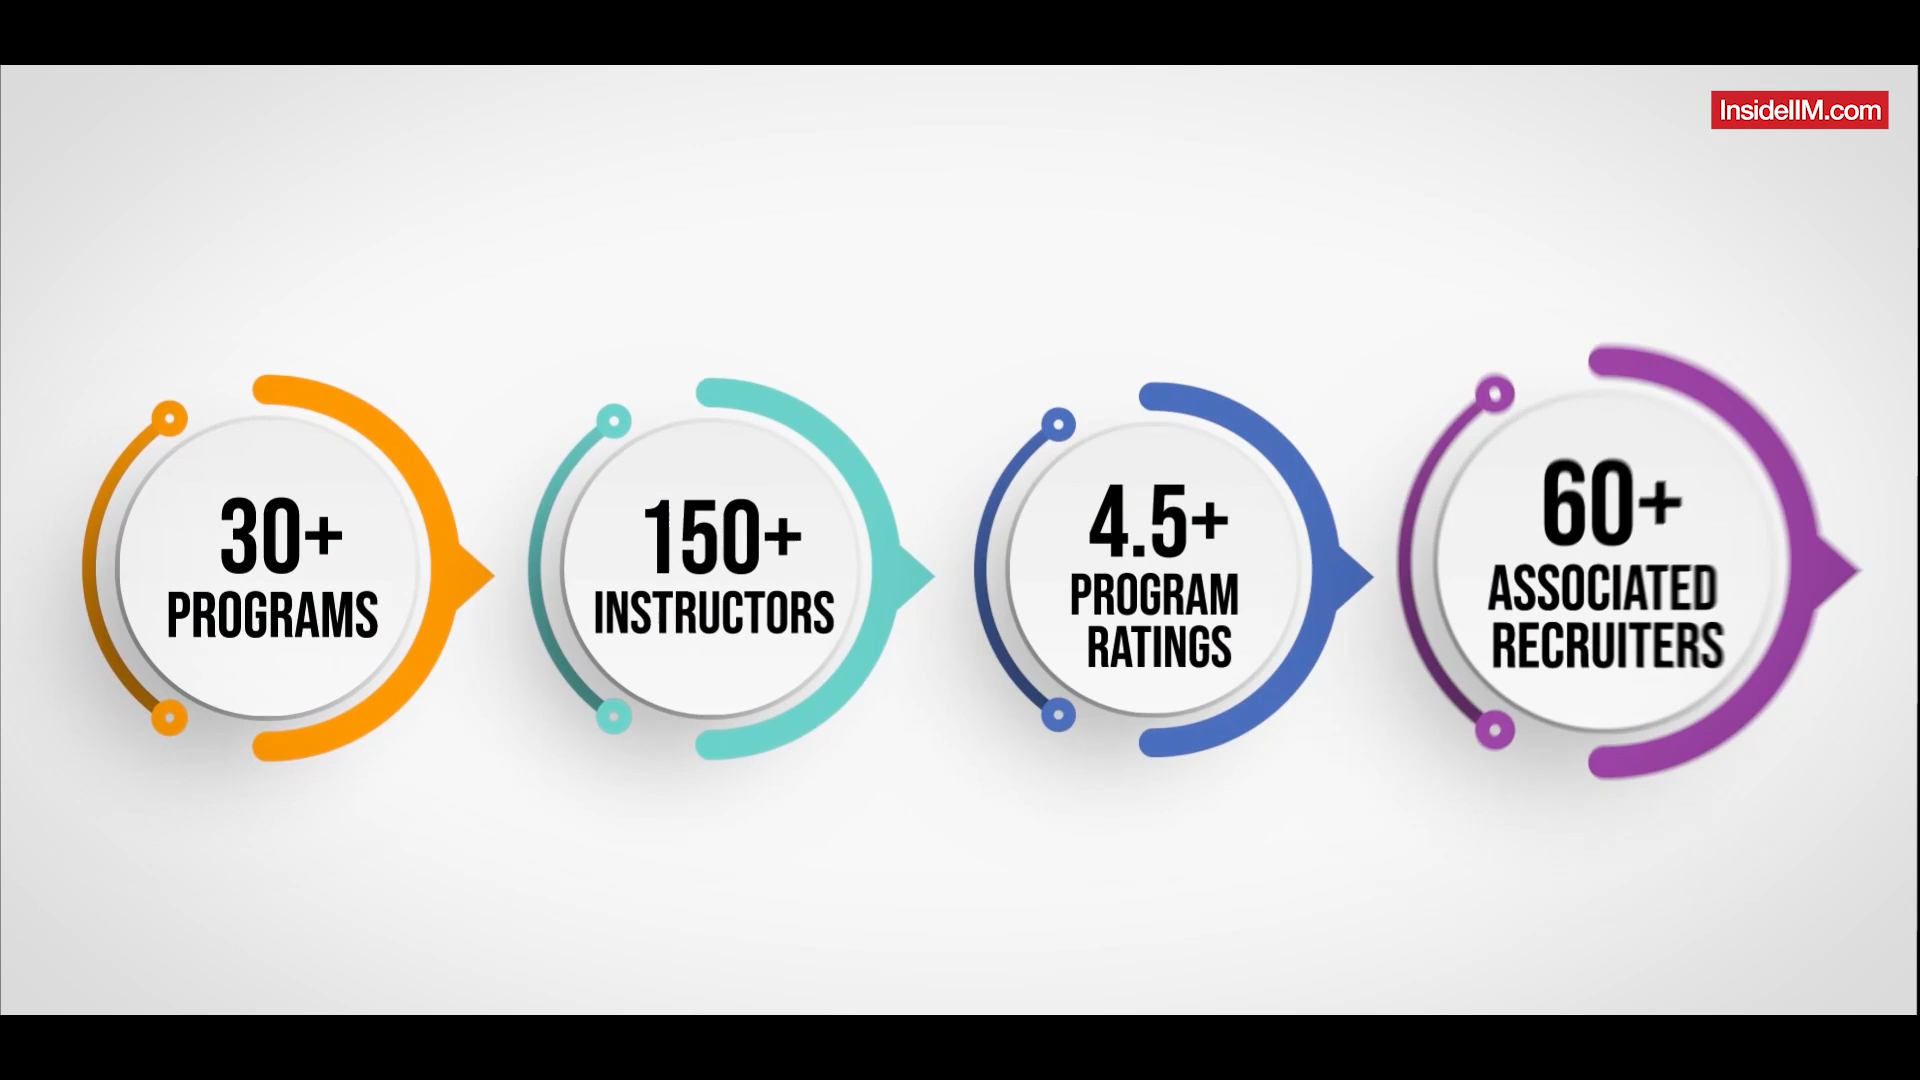 InsideIIM.com
30+
PROGRAMS
150+
INSTRUCTORS
4.5+
PROGRAM
RATINGS
60+
ASSOCIATED
RECRUITERS